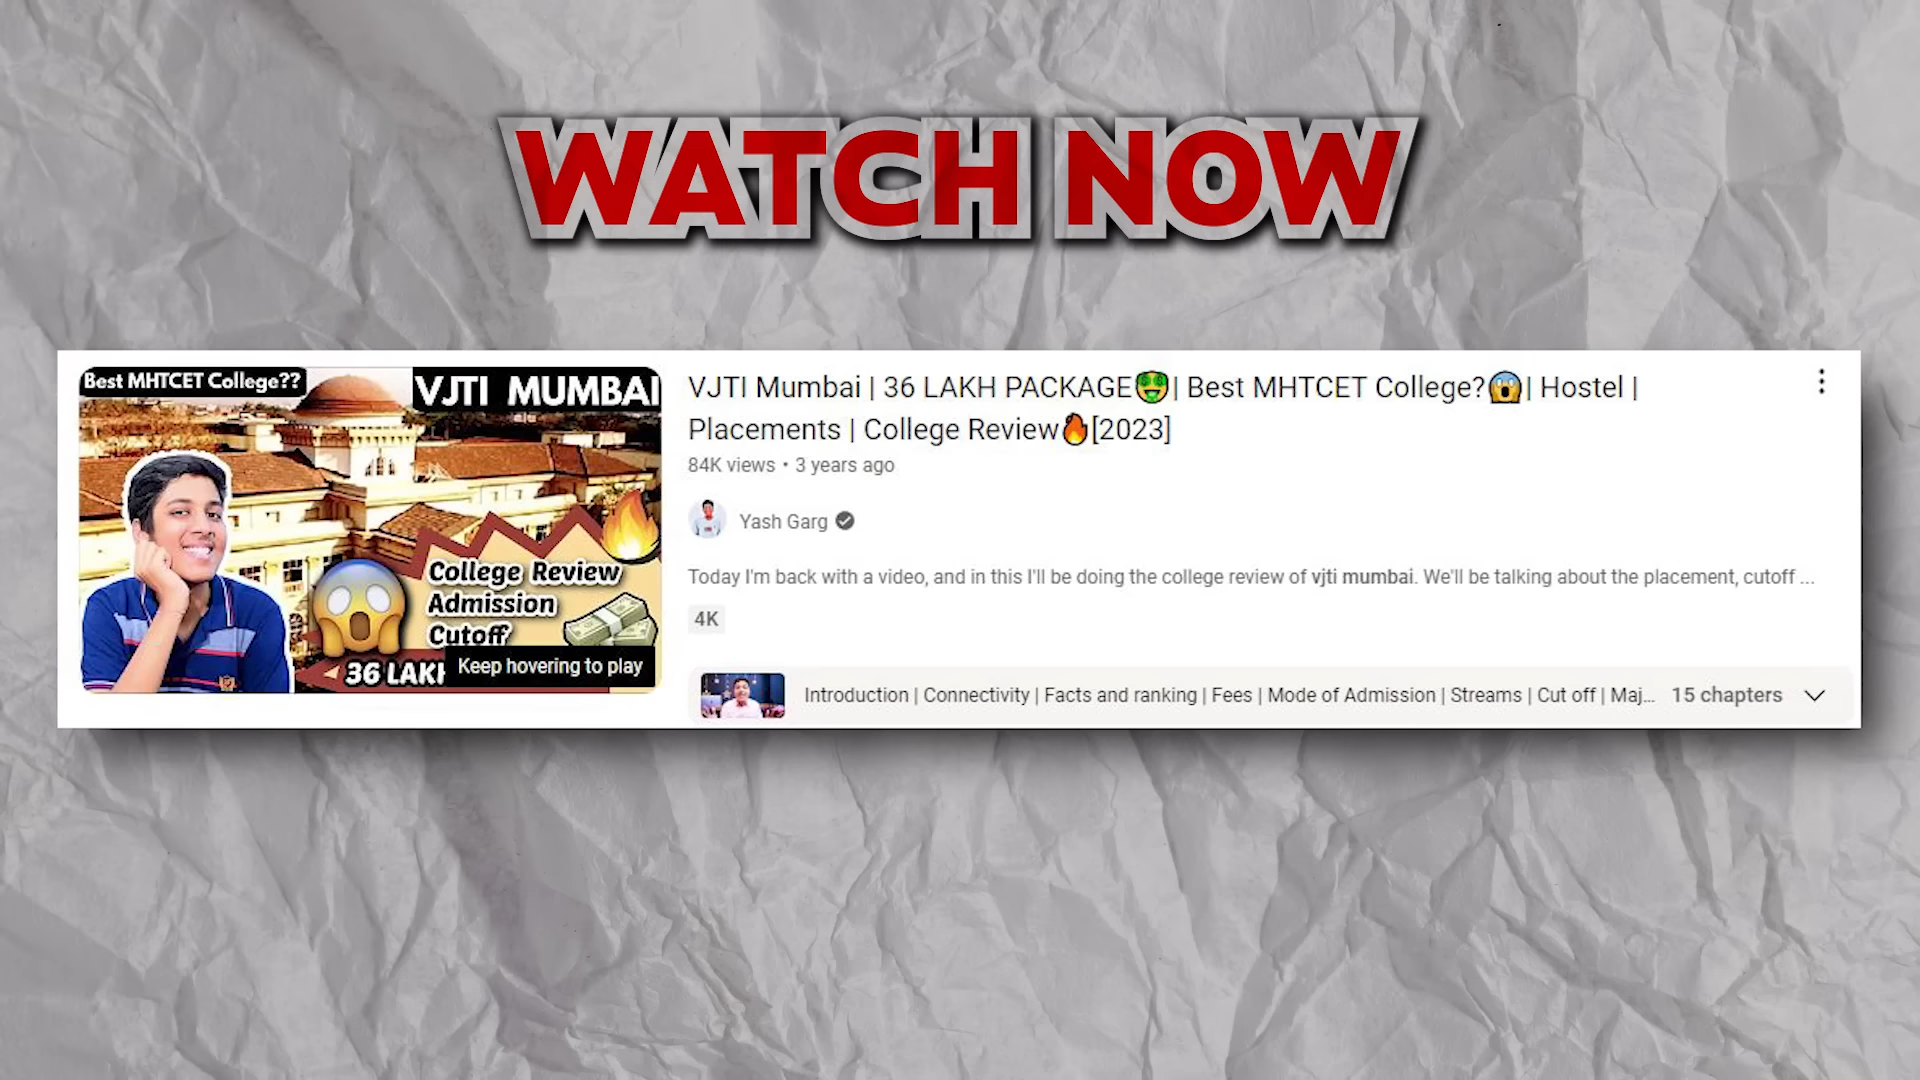 WATCH NOW
Best MHTCET College??
VJTI MUMBAI
College Review
Admission
Cutoff
36 LAKH
Keep hovering to play
VJTI Mumbai | 36 LAKH PACKAGE🤑| Best MHTCET College?😱| Hostel |
Placements | College Review🔥[2023]
84K views • 3 years ago
Yash Garg
Today I'm back with a video, and in this I'll be doing the college review of vjti mumbai. We'll be talking about the placement, cutoff ...
4K
Introduction | Connectivity | Facts and ranking | Fees | Mode of Admission | Streams | Cut off | Maj... 15 chapters